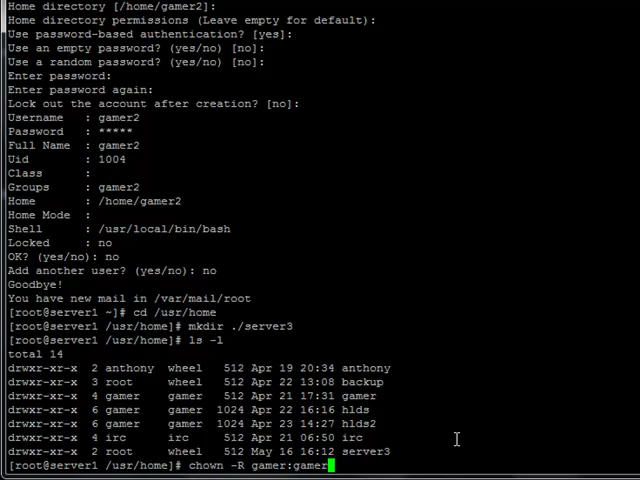 Home directory [/home/gamer2]:
Home directory permissions (Leave empty for default):
Use password-based authentication? [yes]:
Use an empty password? (yes/no) [no]:
Use a random password? (yes/no) [no]:
Enter password:
Enter password again:
Lock out the account after creation? [no]:
Username   : gamer2
Password   : *****
Full Name  : gamer2
Uid        : 1004
Class      :
Groups     : gamer2
Home       : /home/gamer2
Home Mode  :
Shell      : /usr/local/bin/bash
Locked     : no
OK? (yes/no): no
Add another user? (yes/no): no
Goodbye!
You have new mail in /var/mail/root
[root@server1 ~]# cd /usr/home
[root@server1 /usr/home]# mkdir ./server3
[root@server1 /usr/home]# ls -l
total 14
drwxr-xr-x  2 anthony  wheel   512 Apr 19 20:34 anthony
drwxr-xr-x  3 root     wheel   512 Apr 22 13:08 backup
drwxr-xr-x  4 gamer    gamer   512 Apr 21 17:31 gamer
drwxr-xr-x  6 gamer    gamer  1024 Apr 22 16:16 hlds
drwxr-xr-x  6 gamer    gamer  1024 Apr 23 14:27 hlds2
drwxr-xr-x  4 irc      irc     512 Apr 21 06:50 irc
drwxr-xr-x  2 root     wheel   512 May 16 16:12 server3
[root@server1 /usr/home]# chown -R gamer:gamer